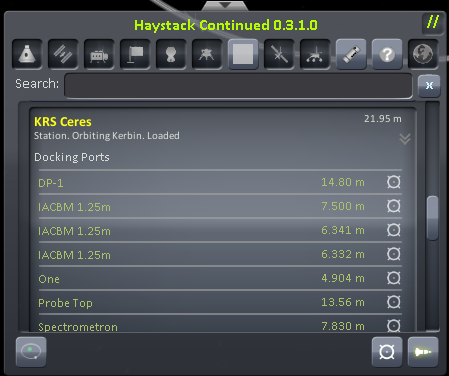 Haystack Continued 0.3.1.0
//
?
Search:
KRS Ceres 21.95 m
Station. Orbiting Kerbin. Loaded
Docking Ports
DP-1 14.80 m
IACBM 1.25m 7.500 m
IACBM 1.25m 6.341 m
IACBM 1.25m 6.332 m
One 4.904 m
Probe Top 13.56 m
Spectrometron 7.830 m